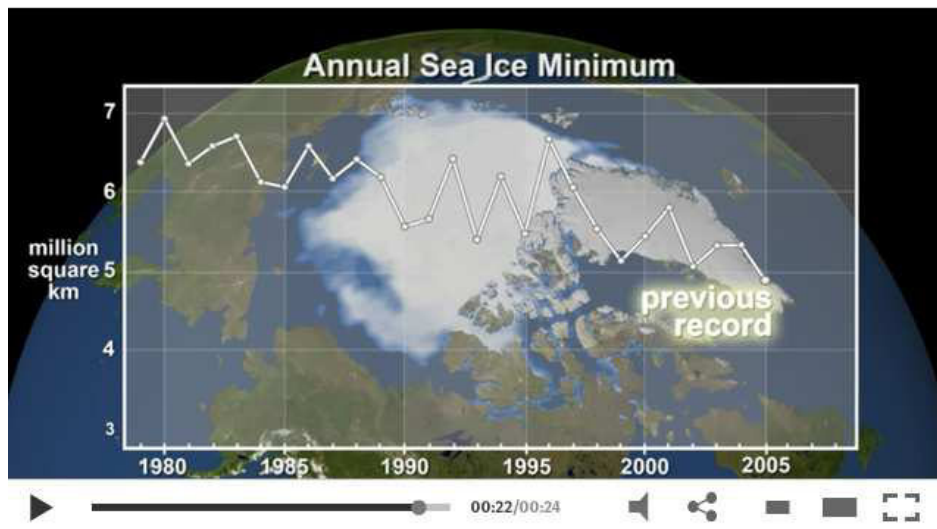 Annual Sea Ice Minimum
7
6
million
square
km
5
previous
record
4
3
1980 1985 1990 1995 2000 2005
00:22/00:24